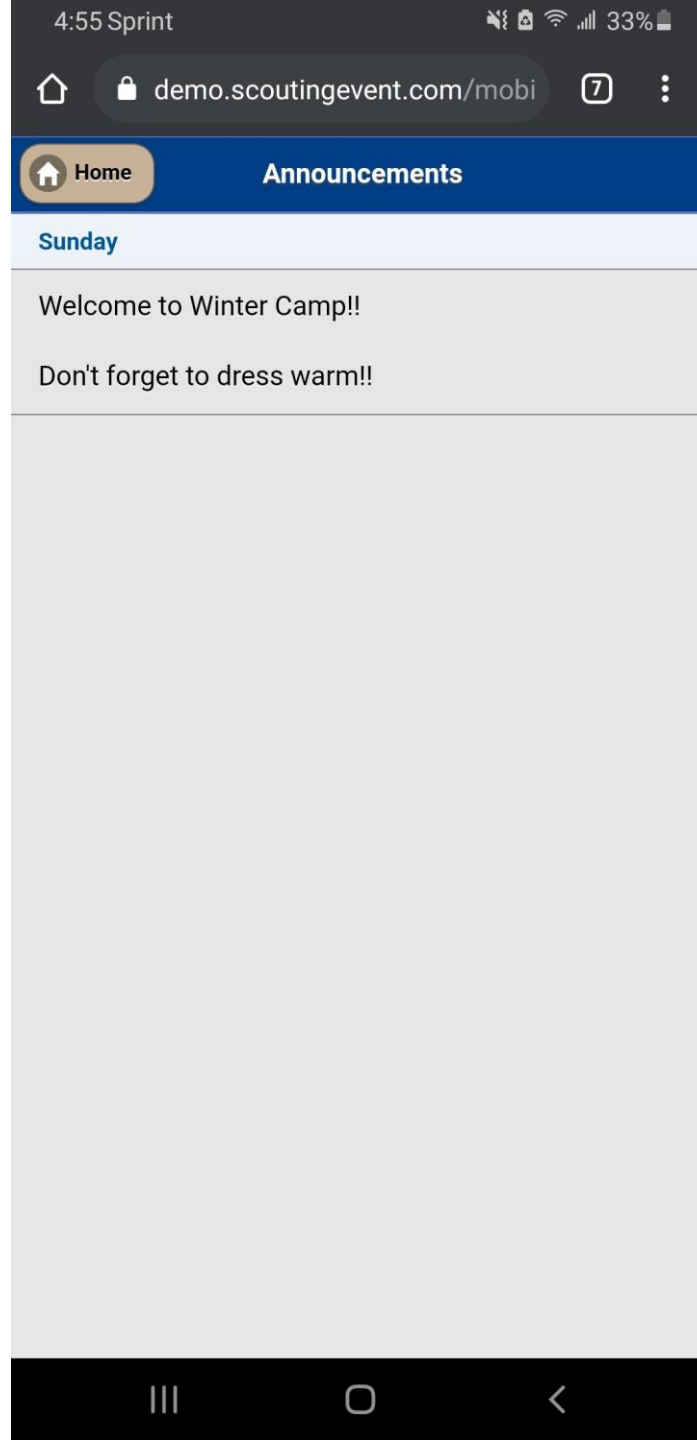 4:55 Sprint 33%
demo.scoutingevent.com/mobi 7
Home Announcements
Sunday
Welcome to Winter Camp!!
Don't forget to dress warm!!